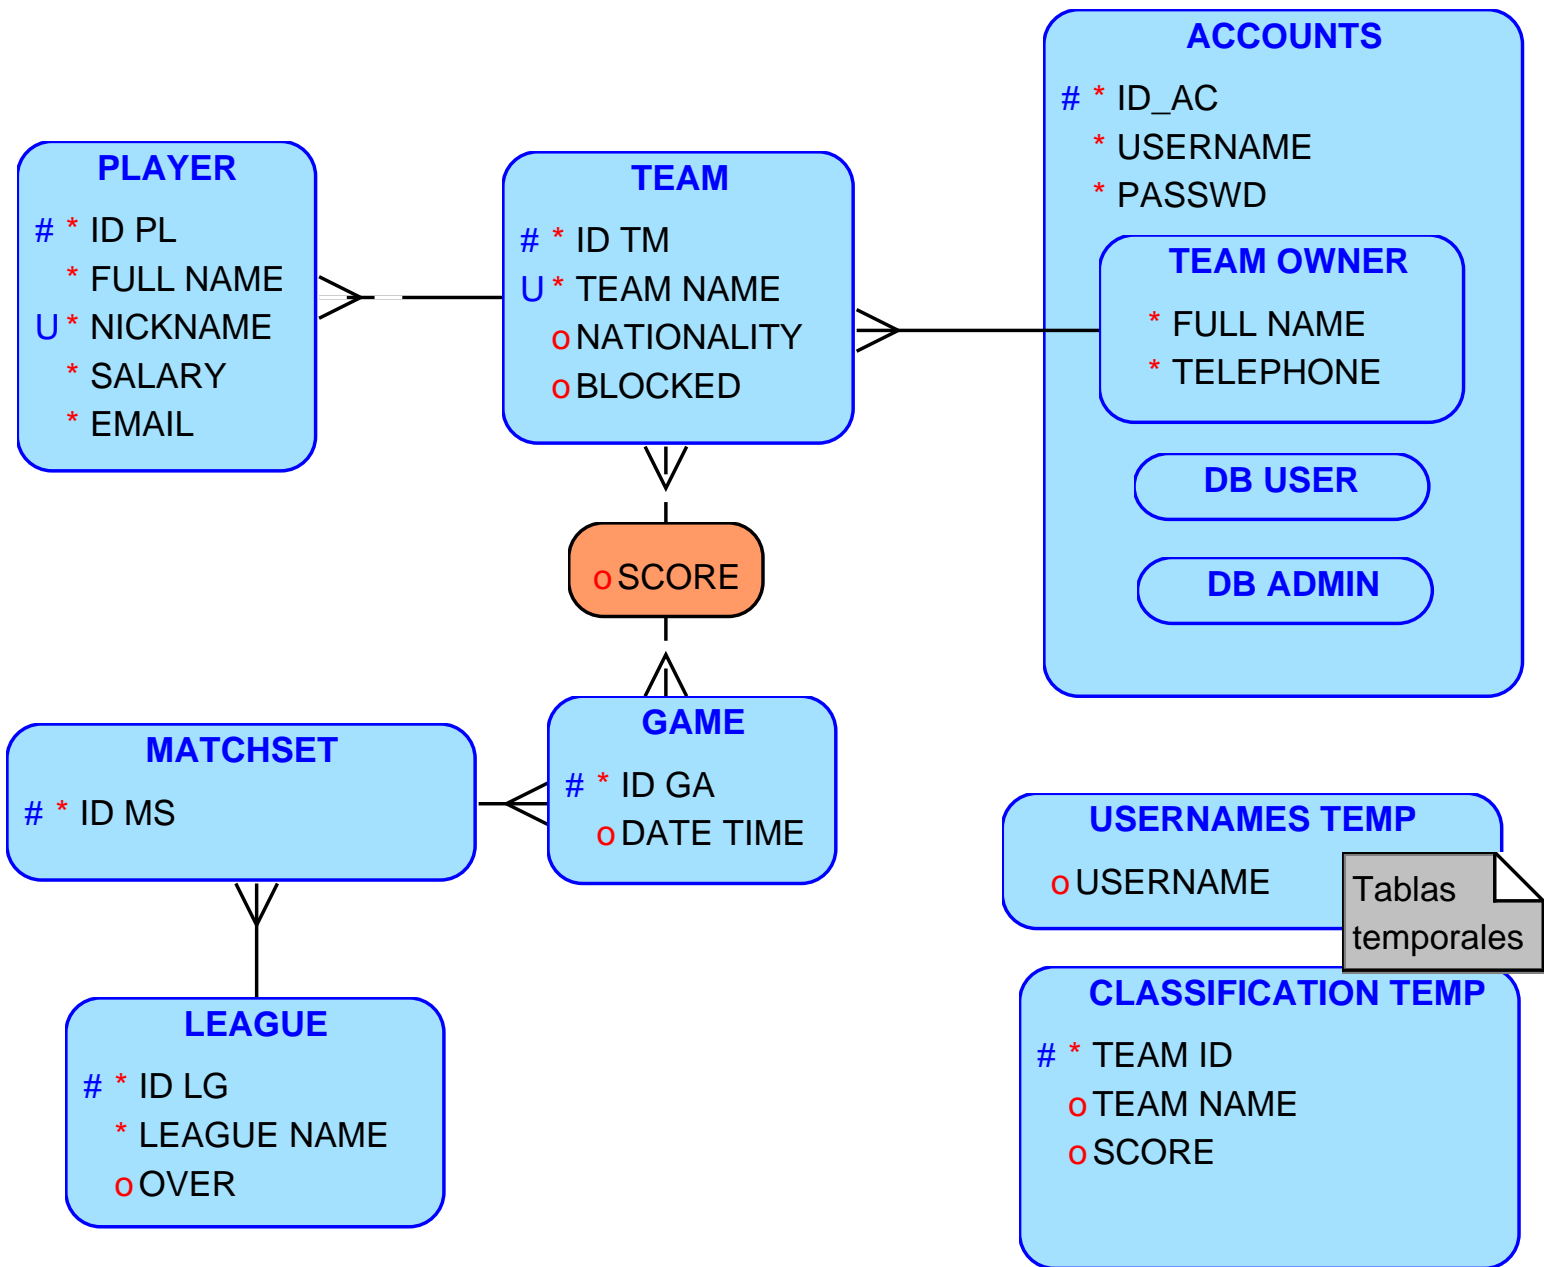 PLAYER
# * ID PL
* FULL NAME
U * NICKNAME
* SALARY
* EMAIL
TEAM
# * ID TM
U * TEAM NAME
o NATIONALITY
o BLOCKED
ACCOUNTS
# * ID_AC
* USERNAME
* PASSWD
TEAM OWNER
* FULL NAME
* TELEPHONE
DB USER
DB ADMIN
o SCORE
MATCHSET
# * ID MS
GAME
# * ID GA
o DATE TIME
LEAGUE
# * ID LG
* LEAGUE NAME
o OVER
USERNAMES TEMP
o USERNAME
Tablas
temporales
CLASSIFICATION TEMP
# * TEAM ID
o TEAM NAME
o SCORE